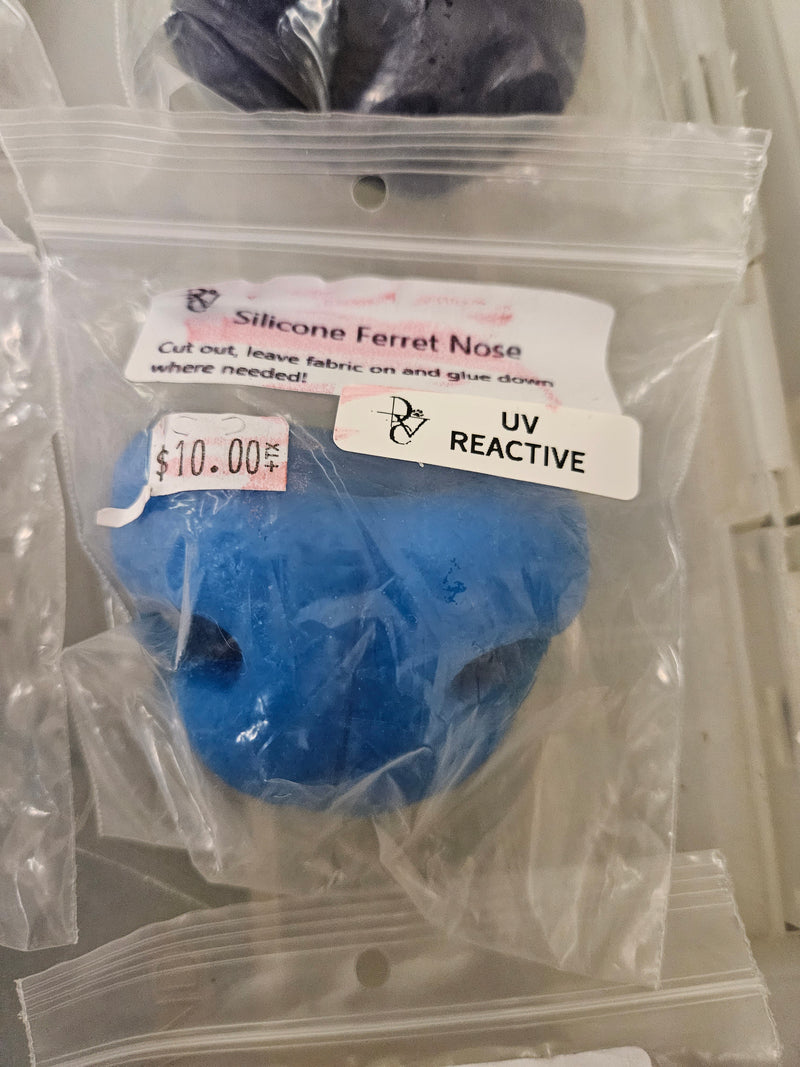 Silicone Ferret Nose
Cut out, leave fabric on and glue down
where needed!
UV
REACTIVE
$10.00 +TX